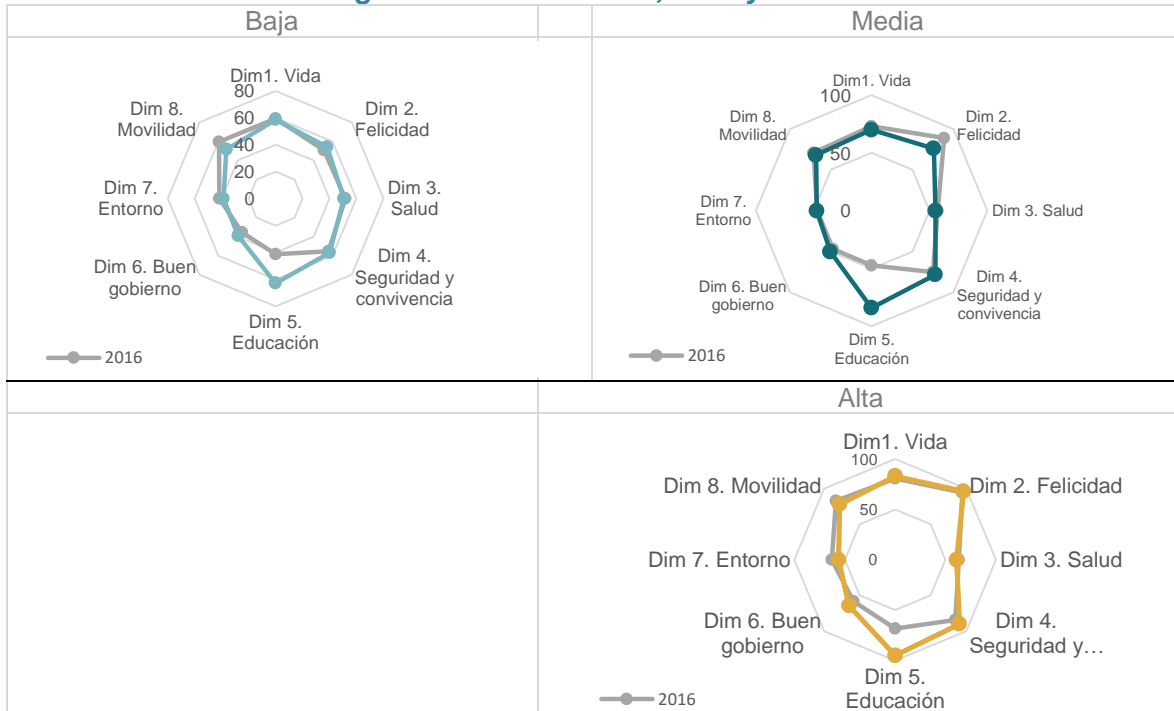 Baja
Media
Dim1. Vida
80
60
40
20
0
Dim 2.
Felicidad
Dim 3.
Salud
Dim 4.
Seguridad y
convivencia
Dim 5.
Educación
Dim 6. Buen
gobierno
Dim 7.
Entorno
Dim 8.
Movilidad
2016
Dim1. Vida
100
50
0
Dim 2.
Felicidad
Dim 3. Salud
Dim 4.
Seguridad y
convivencia
Dim 5.
Educación
Dim 6. Buen
gobierno
Dim 7.
Entorno
Dim 8.
Movilidad
2016
Alta
Dim1. Vida
100
50
0
Dim 2. Felicidad
Dim 3. Salud
Dim 4.
Seguridad y…
Dim 5.
Educación
Dim 6. Buen
gobierno
Dim 7. Entorno
Dim 8. Movilidad
2016